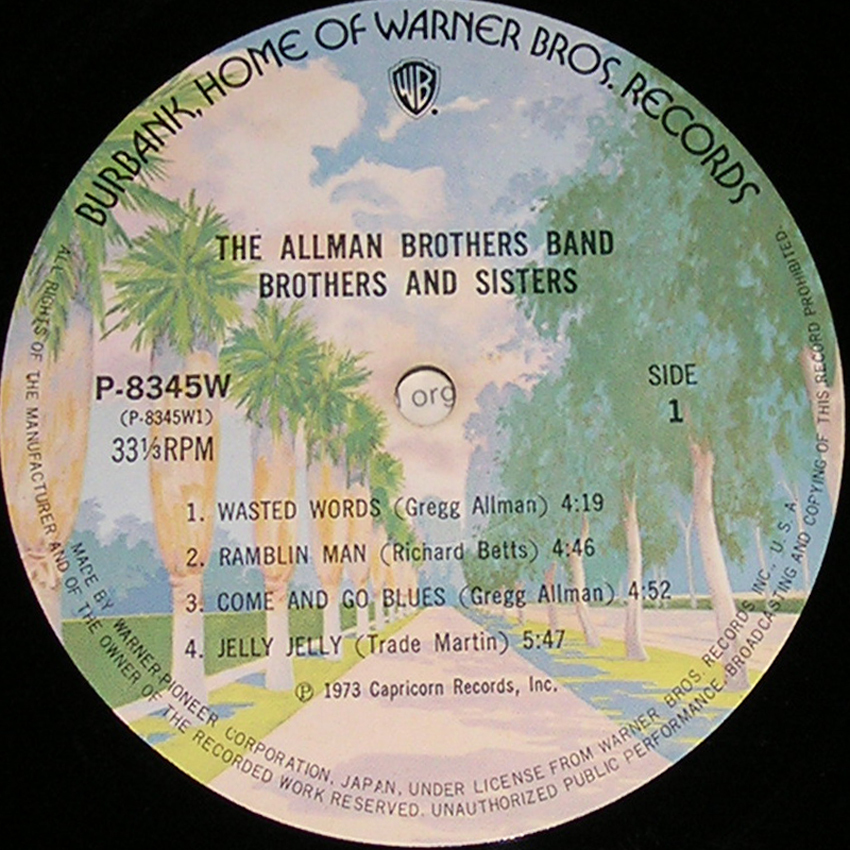 BURBANK, HOME OF WARNER BROS. RECORDS
WB
THE ALLMAN BROTHERS BAND
BROTHERS AND SISTERS
P-8345W
(P-8345W1)
33⅓RPM
SIDE
1
org
1. WASTED WORDS (Gregg Allman) 4:19
2. RAMBLIN MAN (Richard Betts) 4:46
3. COME AND GO BLUES (Gregg Allman) 4:52
4. JELLY JELLY (Trade Martin) 5:47
Ⓟ 1973 Capricorn Records, Inc.
MADE BY WARNER-PIONEER CORPORATION, JAPAN, UNDER LICENSE FROM WARNER BROS. RECORDS INC., U. S. A.
ALL RIGHTS OF THE MANUFACTURER AND OF THE OWNER OF THE RECORDED WORK RESERVED. UNAUTHORIZED PUBLIC PERFORMANCE, BROADCASTING AND COPYING OF THIS RECORD PROHIBITED.